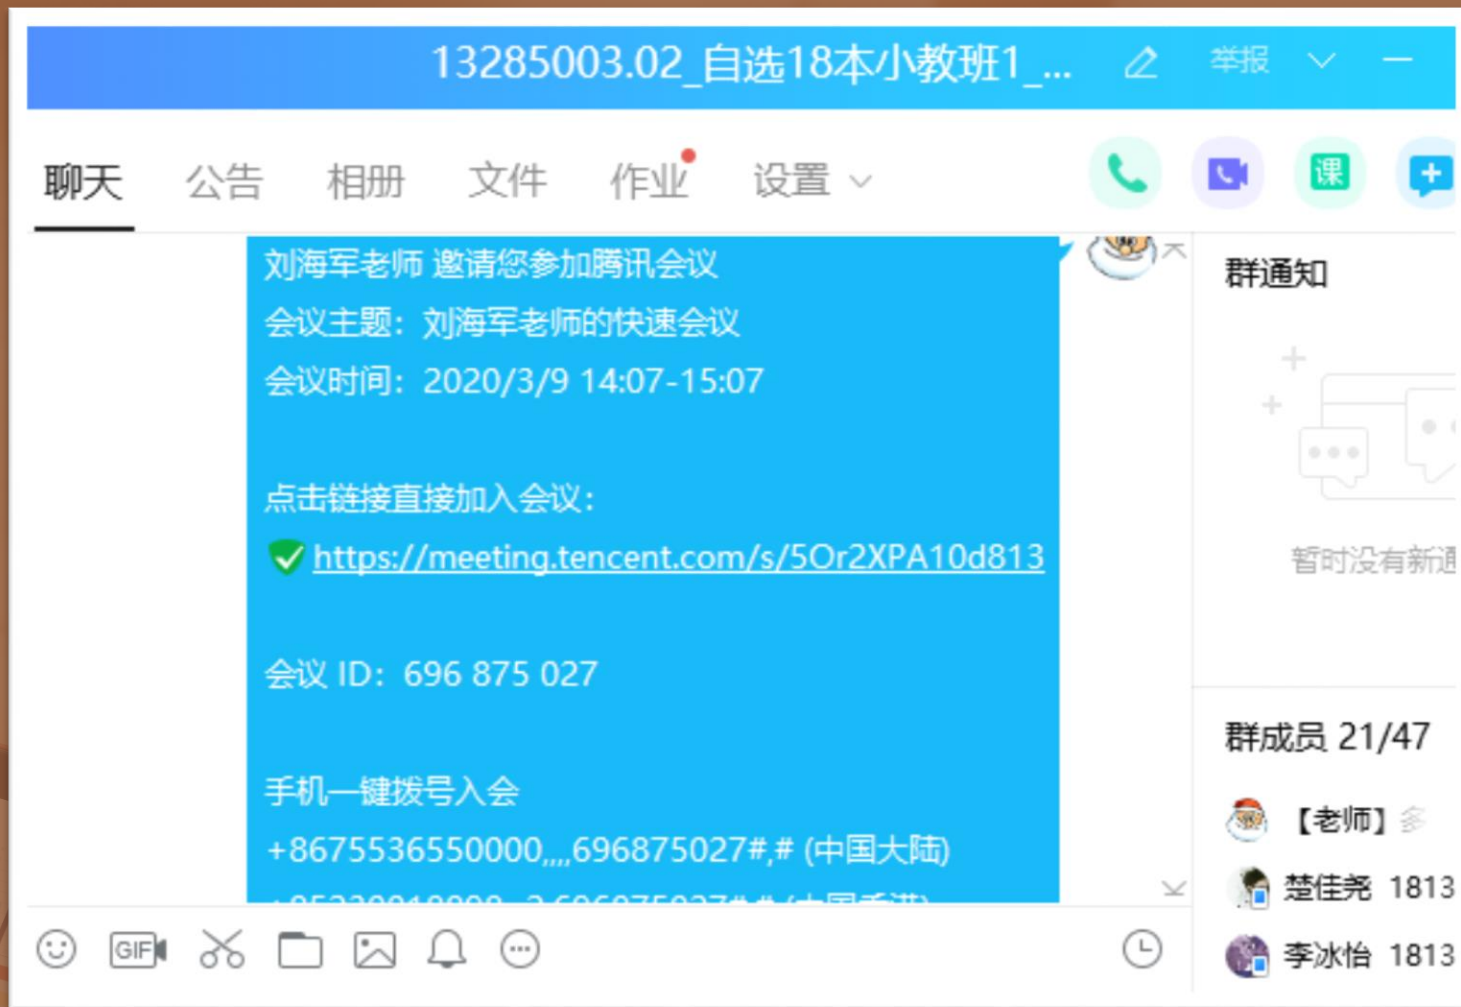 13285003.02_自选18本小教班1_...
举报
聊天 公告 相册 文件 作业 设置
课
刘海军老师 邀请您参加腾讯会议
会议主题：刘海军老师的快速会议
会议时间：2020/3/9 14:07-15:07
点击链接直接加入会议：
https://meeting.tencent.com/s/5Or2XPA10d813
会议 ID：696 875 027
手机一键拨号入会
+8675536550000,,,,696875027#,# (中国大陆)
GIF
群通知
暂时没有新通
群成员 21/47
【老师】多
楚佳尧 1813
李冰怡 1813